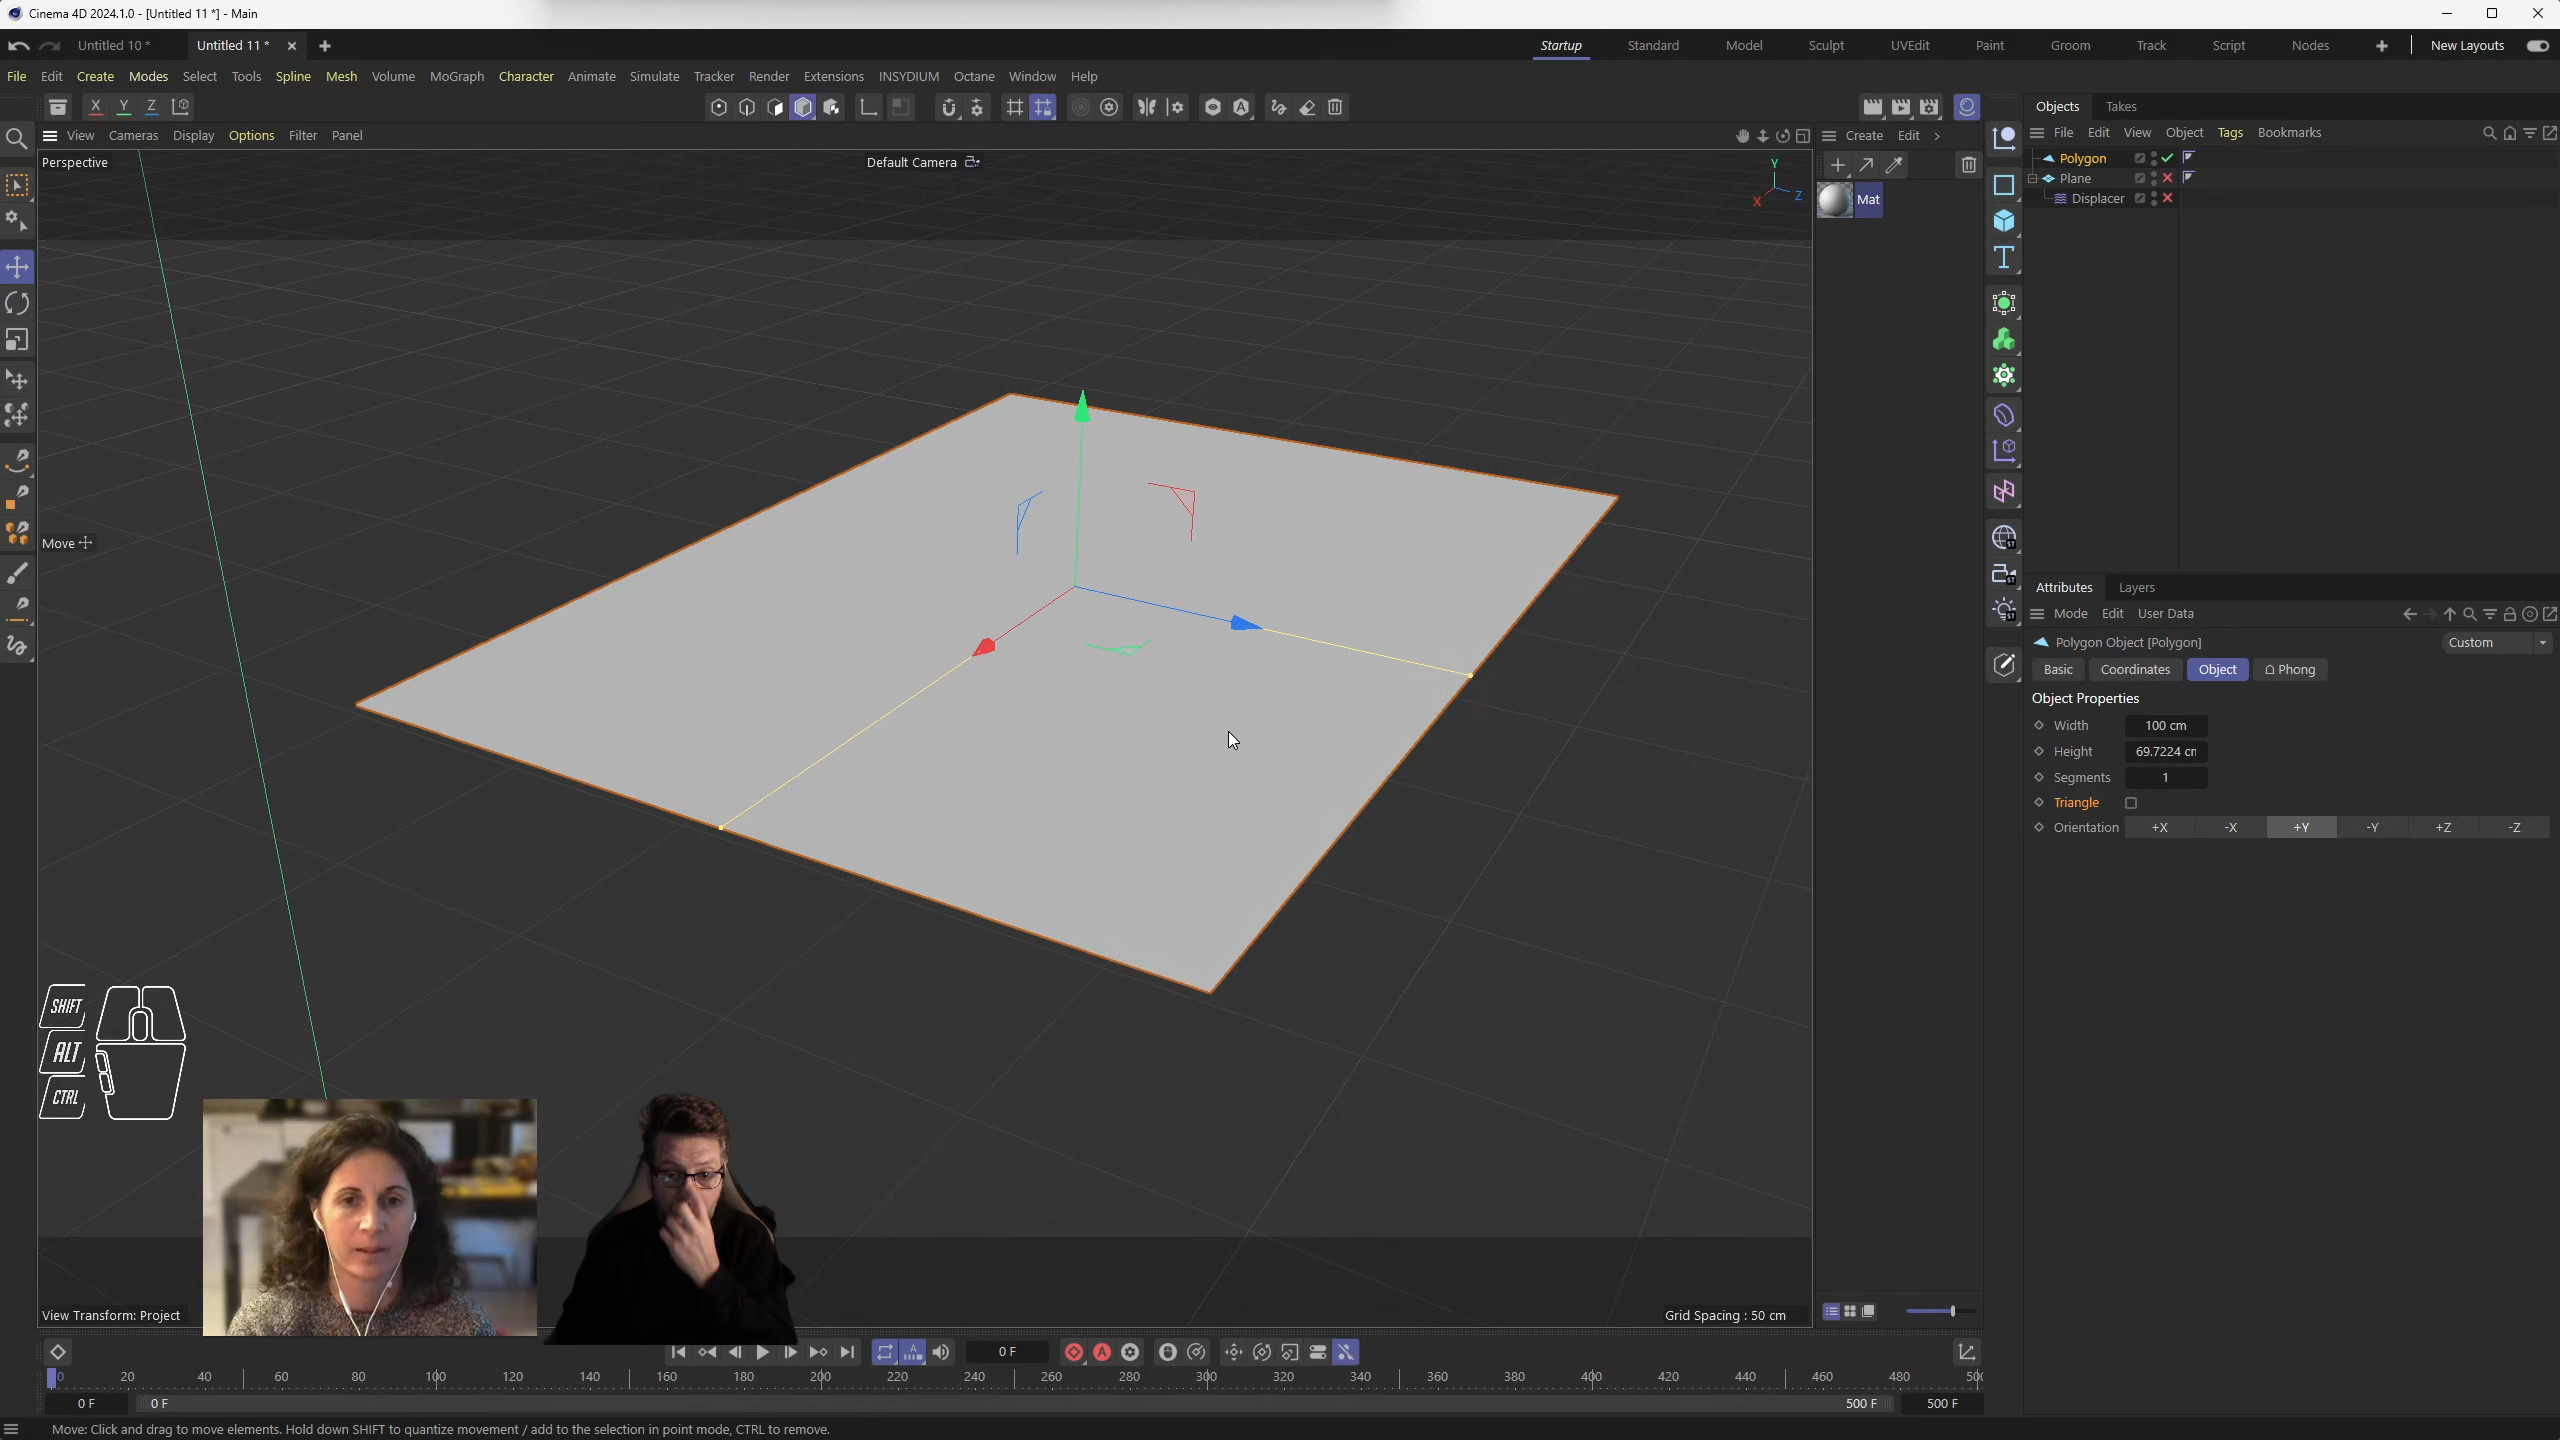 Cinema 4D 2024.1.0 - [Untitled 11 *] - Main
Untitled 10 *
Untitled 11 *
Startup
Standard
Model
Sculpt
UVEdit
Paint
Groom
Track
Script
Nodes
New Layouts
File Edit Create Modes Select Tools Spline Mesh Volume MoGraph Character Animate Simulate Tracker Render Extensions INSYDIUM Octane Window Help
X Y Z
Objects Takes
View Cameras Display Options Filter Panel
Create Edit
File Edit View Object Tags Bookmarks
Perspective
Default Camera
Y
X
Z
Polygon
Plane
Displacer
Mat
Move
Attributes Layers
Mode Edit User Data
Polygon Object [Polygon]
Custom
Basic Coordinates Object Phong
Object Properties
Width 100 cm
Height 69.7224 cm
Segments 1
Triangle
Orientation +X -X +Y -Y +Z -Z
SHIFT
ALT
CTRL
View Transform: Project
Grid Spacing : 50 cm
0 F
0 20 40 60 80 100 120 140 160 180 200 220 240 260 280 300 320 340 360 380 400 420 440 460 480 500
0 F 0 F 500 F 500 F
Move: Click and drag to move elements. Hold down SHIFT to quantize movement / add to the selection in point mode, CTRL to remove.